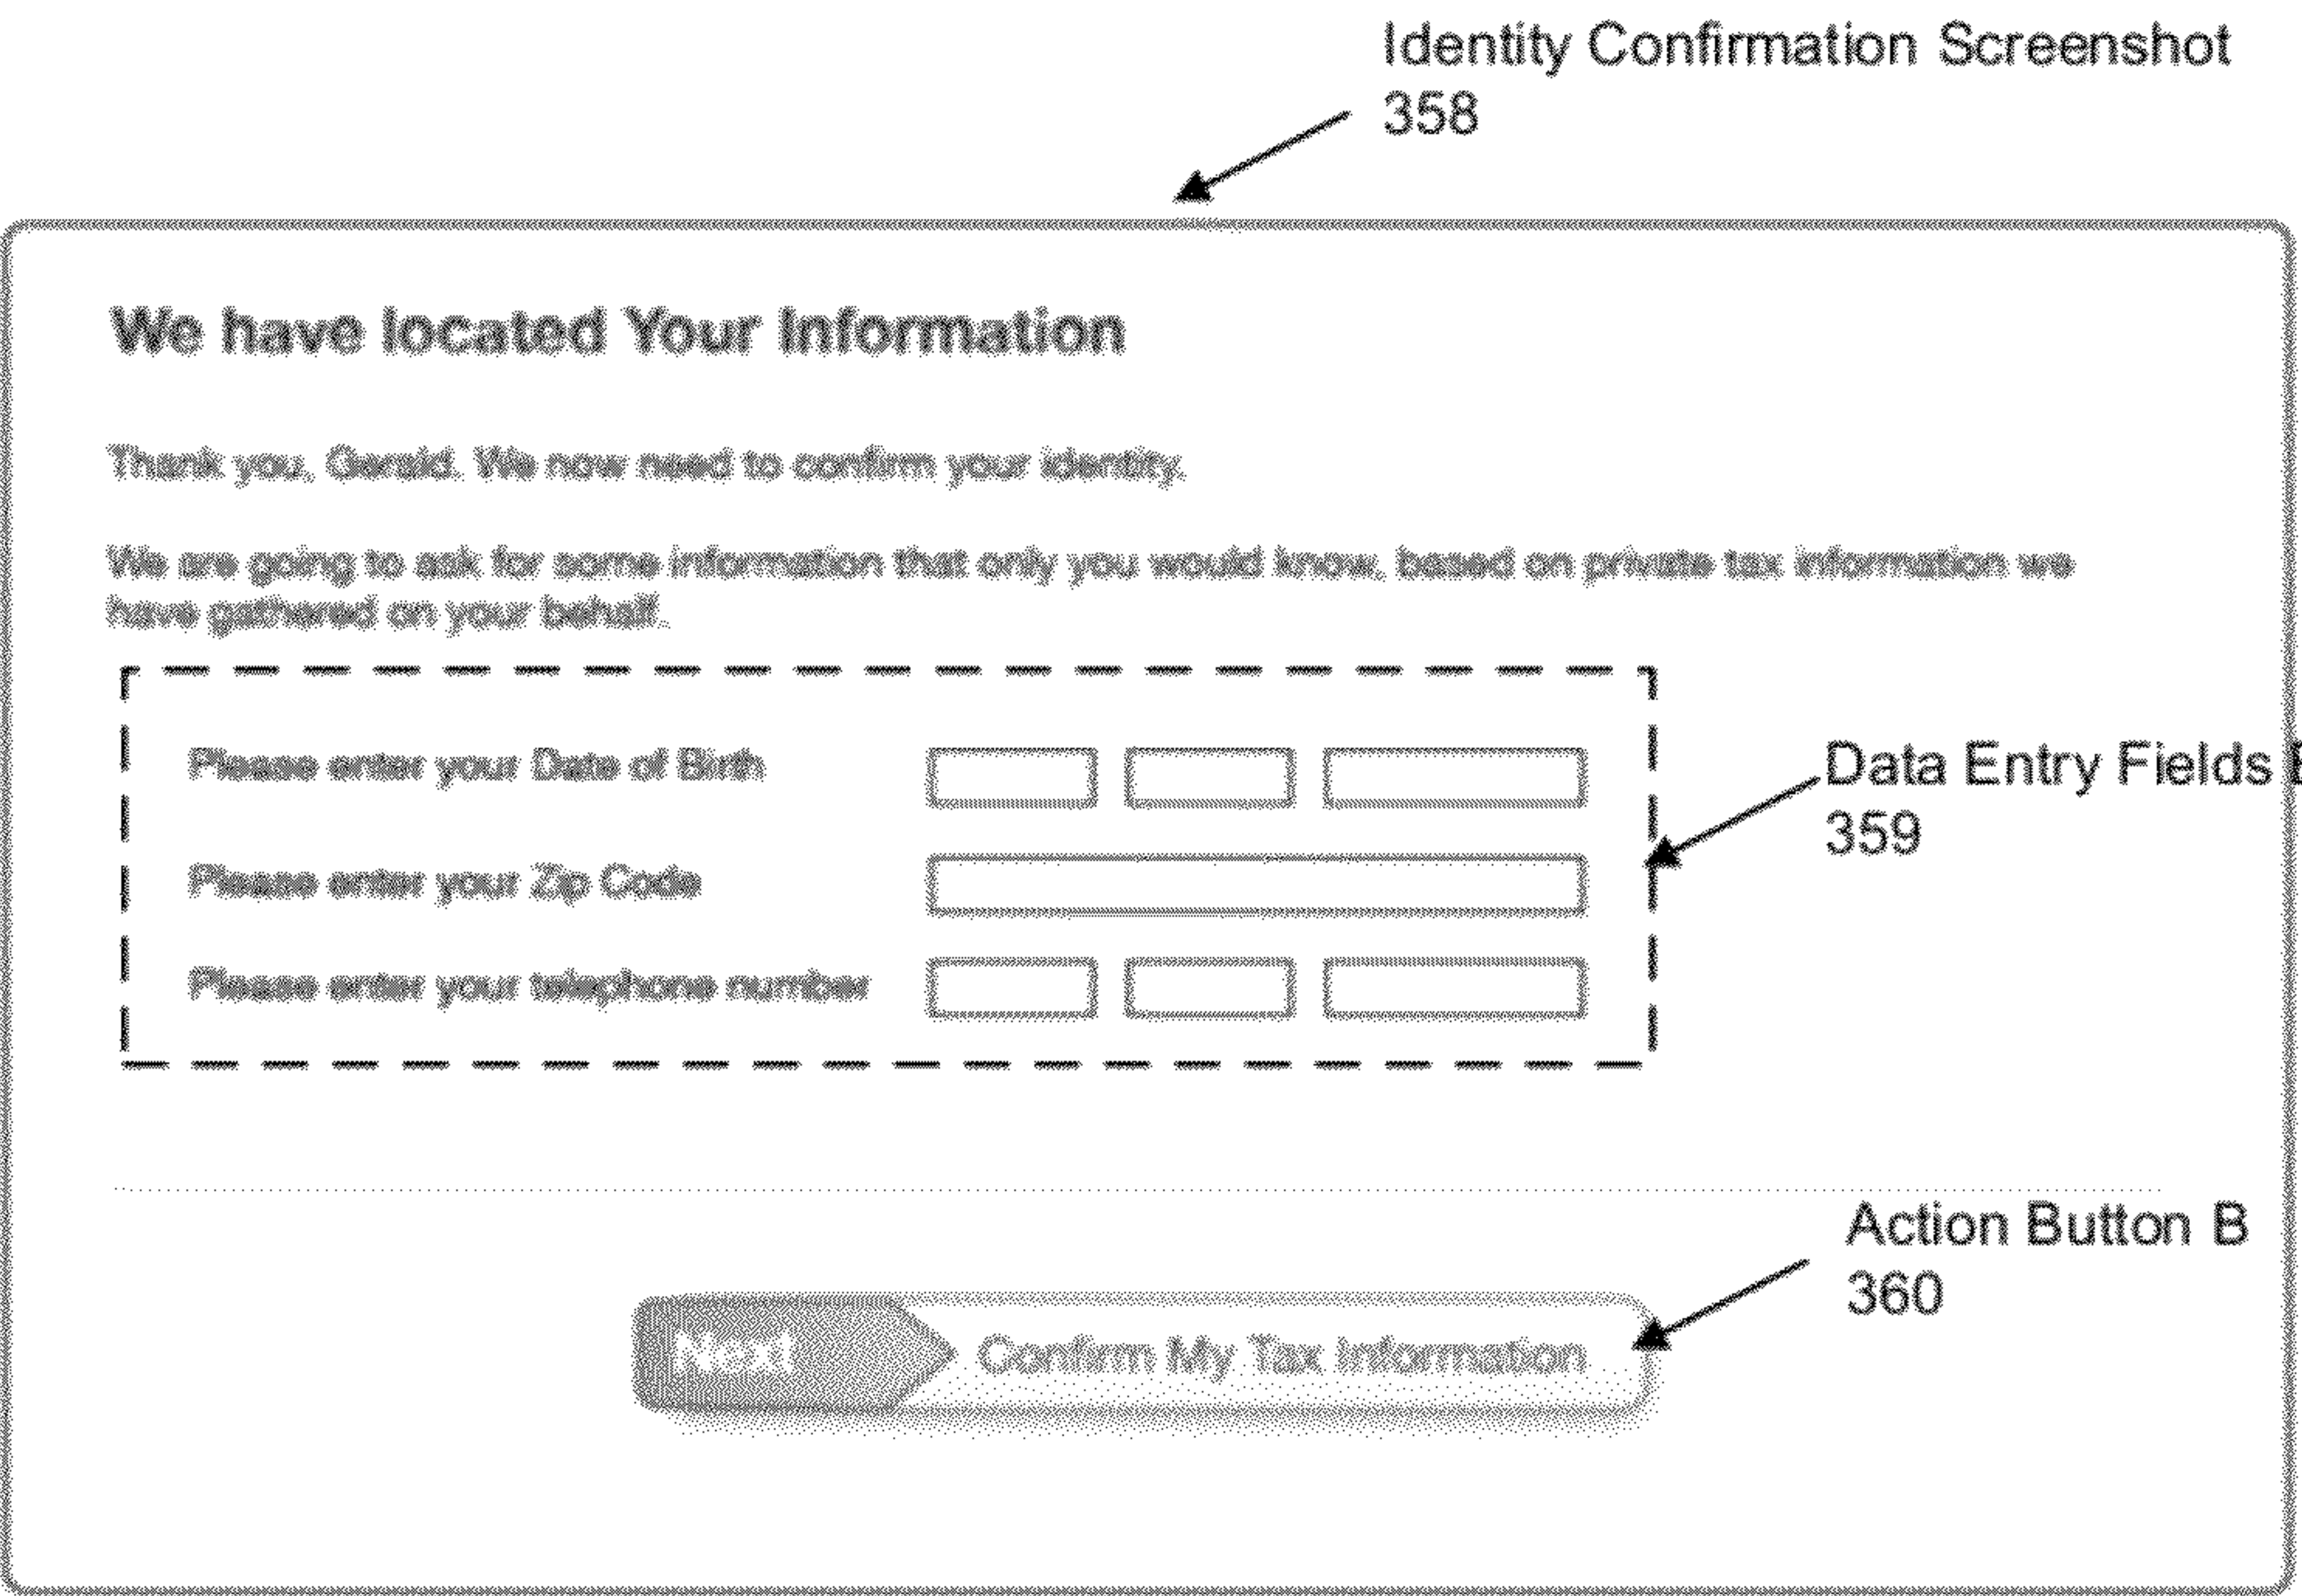 Identity Confirmation Screenshot
358
We have located Your Information
Thank you, Gerald. We now need to confirm your identity.
We are going to ask for some information that only you would know, based on private tax information we
have gathered on your behalf.
Please enter your Date of Birth
Data Entry Fields
359
Please enter your Zip Code
Please enter your telephone number
Action Button B
360
Next Confirm My Tax Information